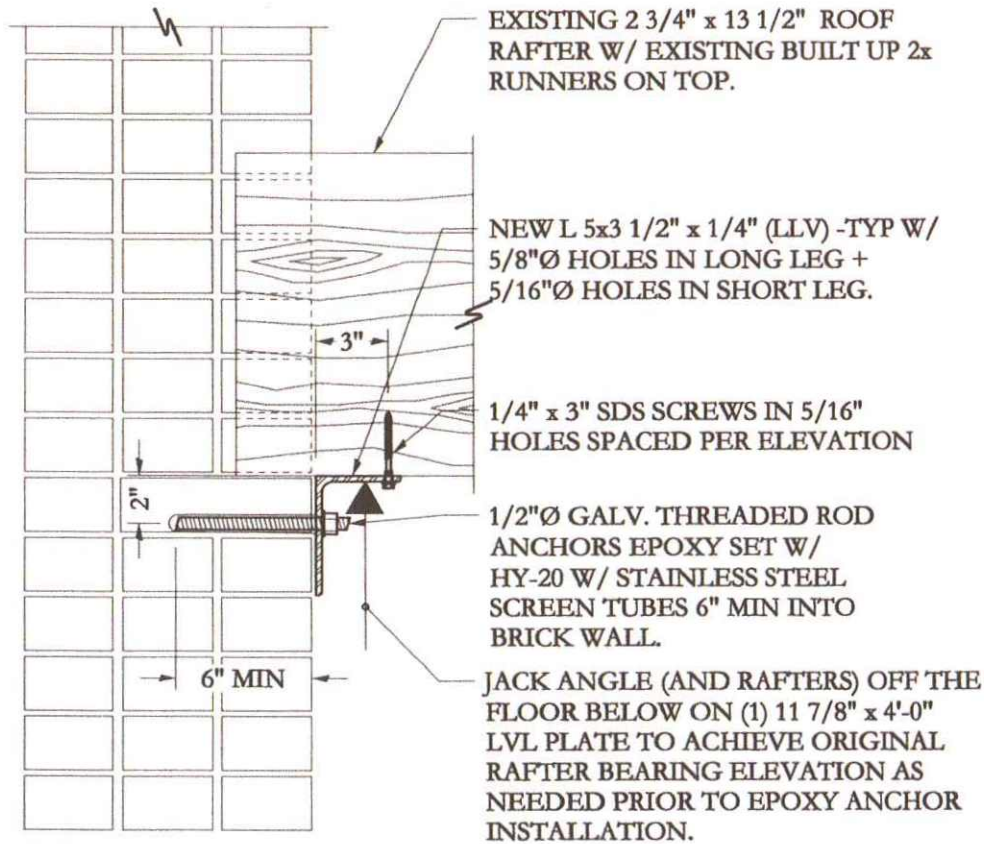 EXISTING 2 3/4" x 13 1/2" ROOF
RAFTER W/ EXISTING BUILT UP 2x
RUNNERS ON TOP.
NEW L 5x3 1/2" x 1/4" (LLV) -TYP W/
5/8"Ø HOLES IN LONG LEG +
5/16"Ø HOLES IN SHORT LEG.
3"
1/4" x 3" SDS SCREWS IN 5/16"
HOLES SPACED PER ELEVATION
2"
1/2"Ø GALV. THREADED ROD
ANCHORS EPOXY SET W/
HY-20 W/ STAINLESS STEEL
SCREEN TUBES 6" MIN INTO
BRICK WALL.
6" MIN
JACK ANGLE (AND RAFTERS) OFF THE
FLOOR BELOW ON (1) 11 7/8" x 4'-0"
LVL PLATE TO ACHIEVE ORIGINAL
RAFTER BEARING ELEVATION AS
NEEDED PRIOR TO EPOXY ANCHOR
INSTALLATION.